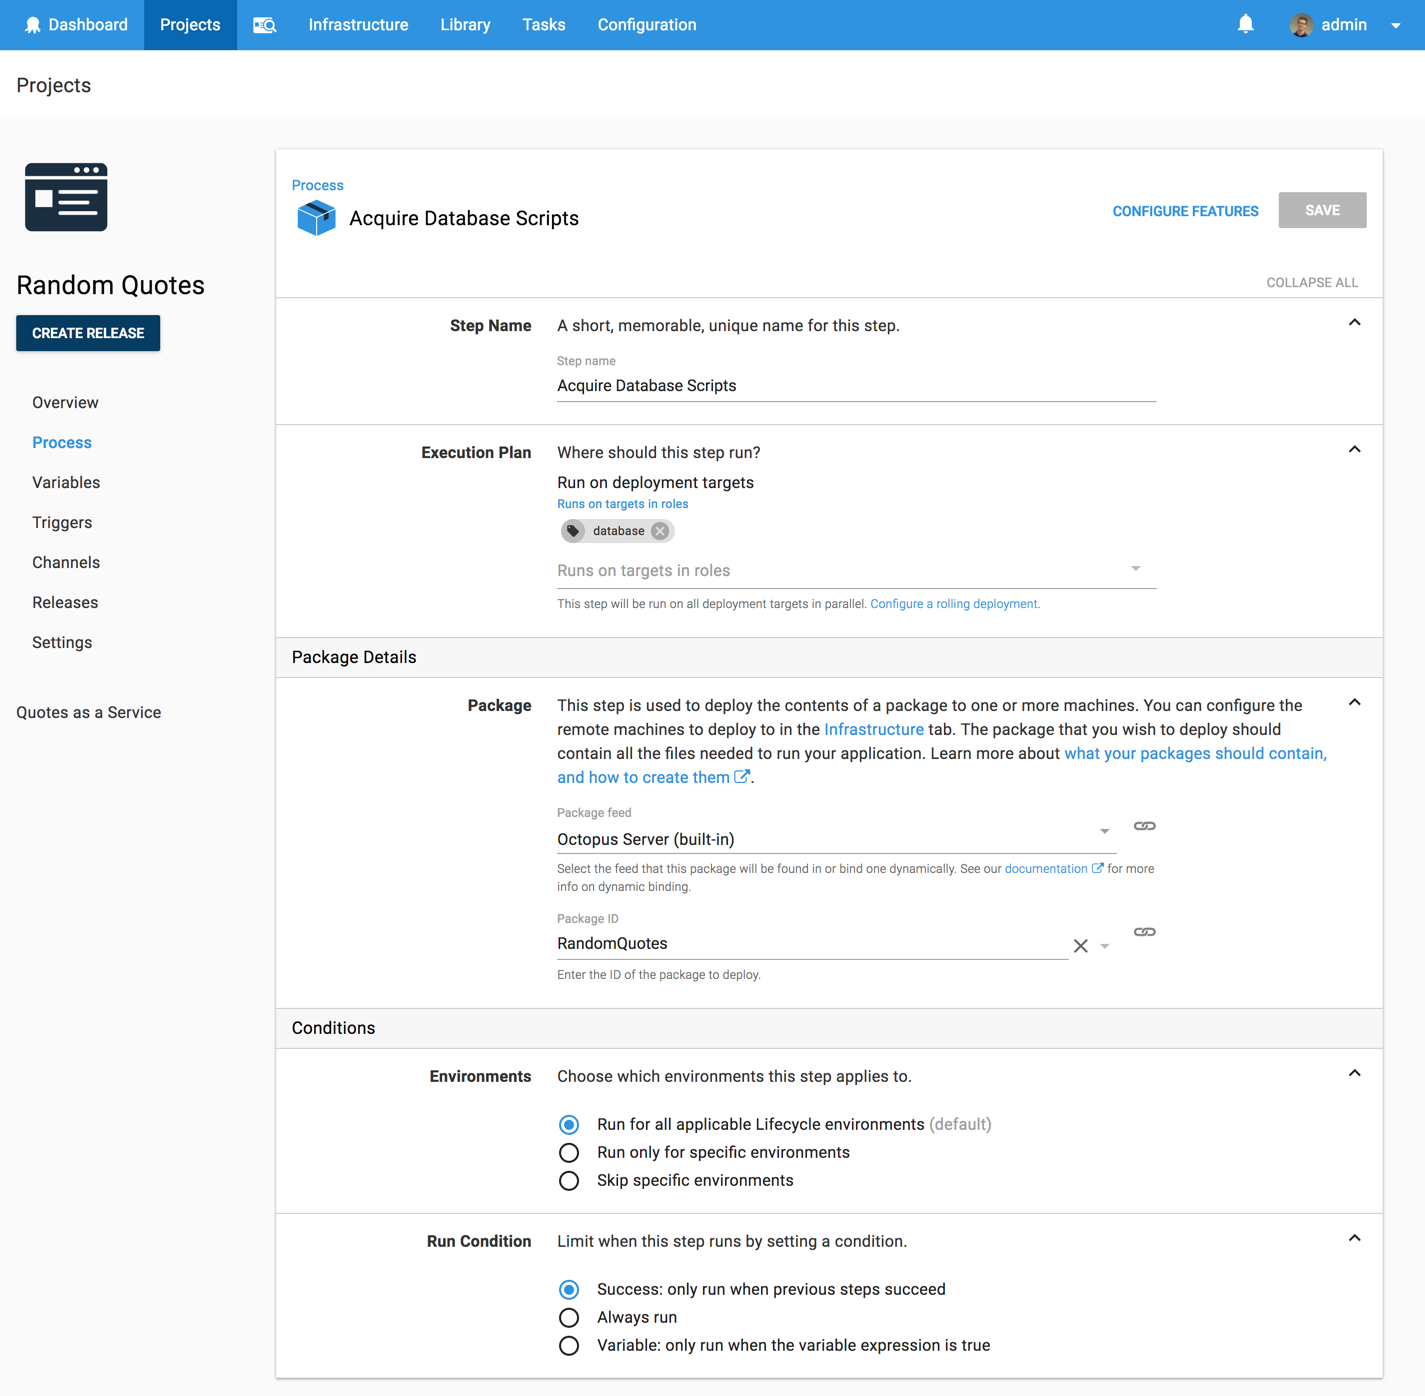 Dashboard
Projects
Infrastructure
Library
Tasks
Configuration
admin
Projects
Random Quotes
CREATE RELEASE
Overview
Process
Variables
Triggers
Channels
Releases
Settings
Quotes as a Service
Process
Acquire Database Scripts
CONFIGURE FEATURES
SAVE
COLLAPSE ALL
Step Name
A short, memorable, unique name for this step.
Step name
Acquire Database Scripts
Execution Plan
Where should this step run?
Run on deployment targets
Runs on targets in roles
database
Runs on targets in roles
This step will be run on all deployment targets in parallel. Configure a rolling deployment.
Package Details
Package
This step is used to deploy the contents of a package to one or more machines. You can configure the
remote machines to deploy to in the Infrastructure tab. The package that you wish to deploy should
contain all the files needed to run your application. Learn more about what your packages should contain,
and how to create them.
Package feed
Octopus Server (built-in)
Select the feed that this package will be found in or bind one dynamically. See our documentation for more
info on dynamic binding.
Package ID
RandomQuotes
Enter the ID of the package to deploy.
Conditions
Environments
Choose which environments this step applies to.
Run for all applicable Lifecycle environments (default)
Run only for specific environments
Skip specific environments
Run Condition
Limit when this step runs by setting a condition.
Success: only run when previous steps succeed
Always run
Variable: only run when the variable expression is true